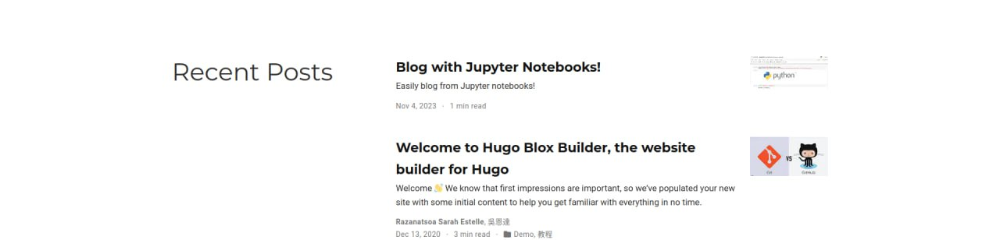 Recent Posts
Blog with Jupyter Notebooks!
Easily blog from Jupyter notebooks!
Nov 4, 2023 · 1 min read
python
Welcome to Hugo Blox Builder, the website
builder for Hugo
Welcome 👋 We know that first impressions are important, so we've populated your new
site with some initial content to help you get familiar with everything in no time.
Razanatsoa Sarah Estelle, 吳恩達
Dec 13, 2020 · 3 min read · Demo, 教程
Git
VS
GitHub